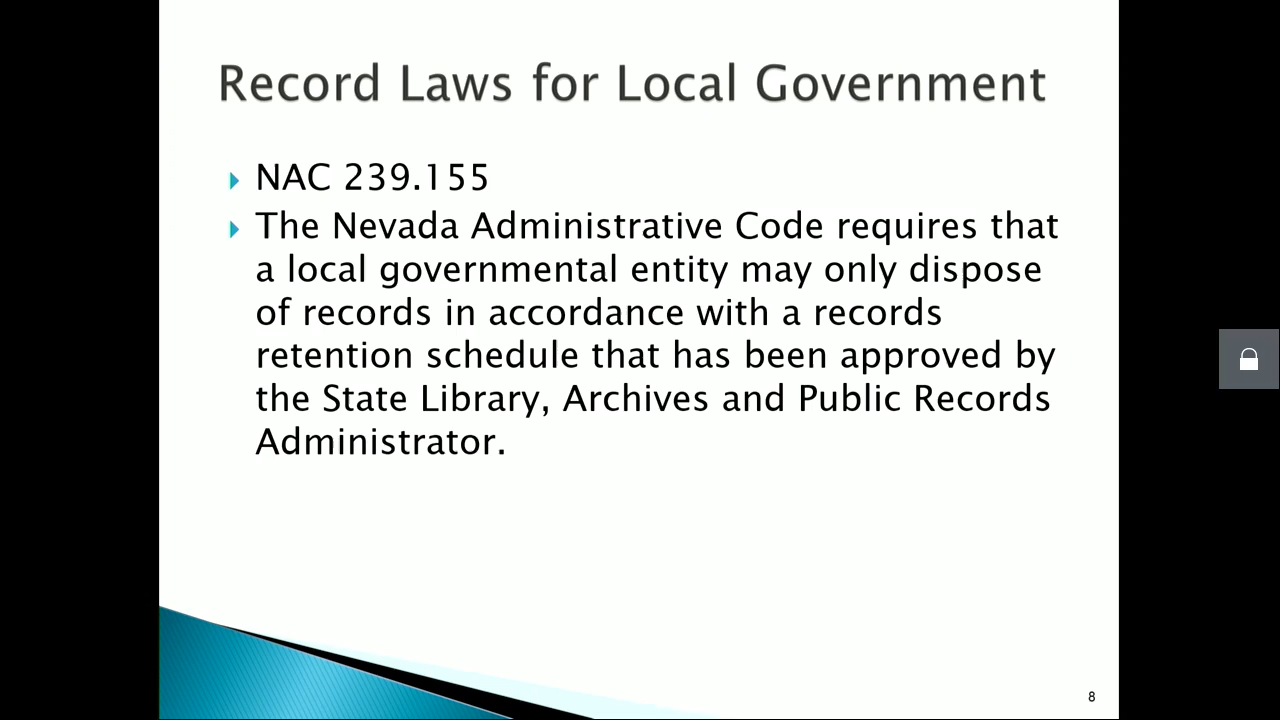 Record Laws for Local Government
NAC 239.155
The Nevada Administrative Code requires that
a local governmental entity may only dispose
of records in accordance with a records
retention schedule that has been approved by
the State Library, Archives and Public Records
Administrator.
8